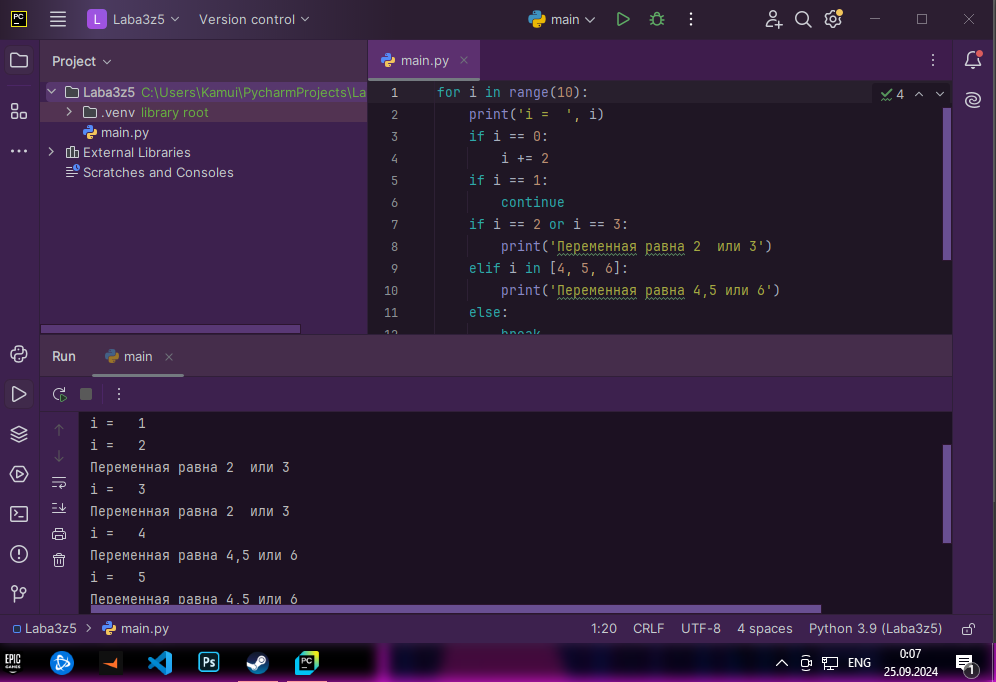 PC
L Laba3z5 Version control main
Project
main.py
Laba3z5 C:\Users\Kamui\PycharmProjects\La
.venv library root
main.py
External Libraries
Scratches and Consoles
4
1 for i in range(10):
2 print('i =  ', i)
3 if i == 0:
4 i += 2
5 if i == 1:
6 continue
7 if i == 2 or i == 3:
8 print('Переменная равна 2  или 3')
9 elif i in [4, 5, 6]:
10 print('Переменная равна 4,5 или 6')
11 else:
12 break
Run main
i =   1
i =   2
Переменная равна 2  или 3
i =   3
Переменная равна 2  или 3
i =   4
Переменная равна 4,5 или 6
i =   5
Переменная равна 4,5 или 6
Laba3z5 > main.py 1:20 CRLF UTF-8 4 spaces Python 3.9 (Laba3z5)
EPIC GAMES Ps PC ENG 0:07
25.09.2024 1